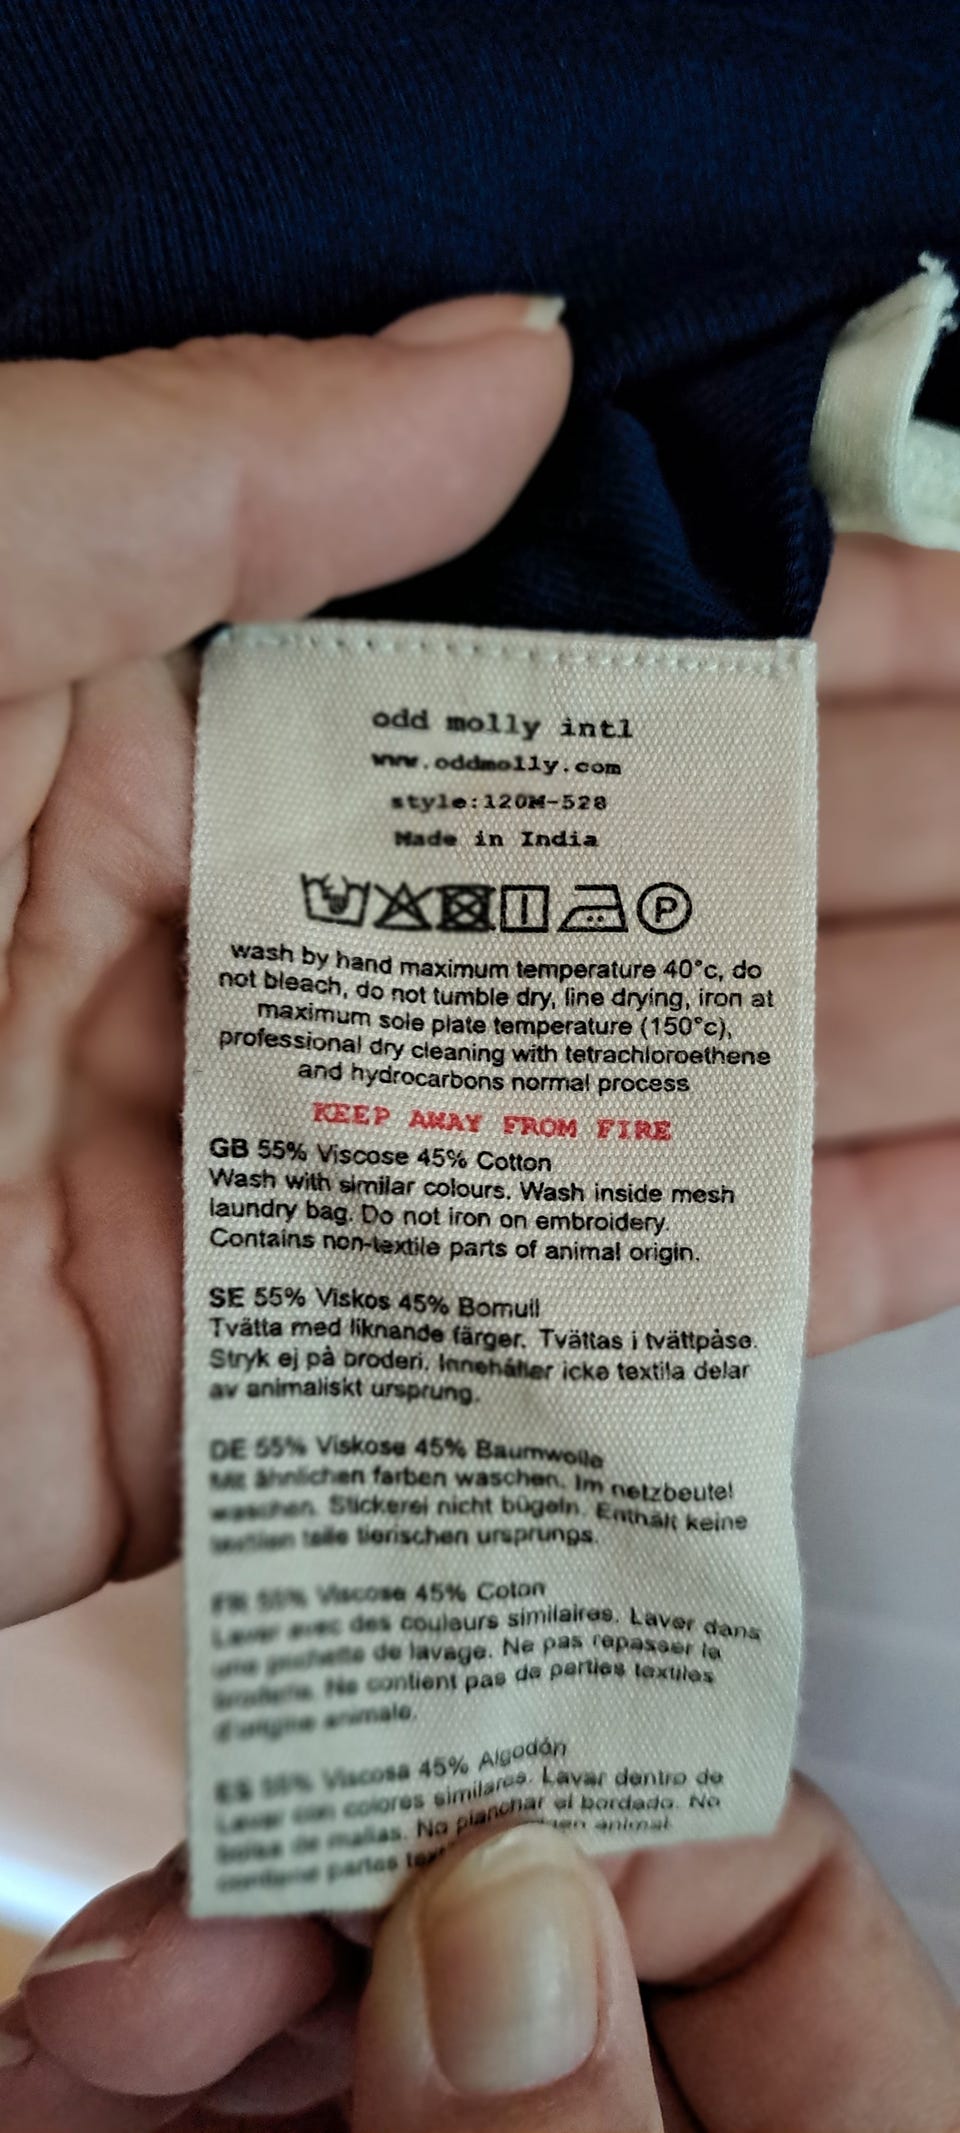 odd molly intl
www.oddmolly.com
style:120M-528
Made in India
P
wash by hand maximum temperature 40°c, do
not bleach, do not tumble dry, line drying, iron at
maximum sole plate temperature (150°c),
professional dry cleaning with tetrachloroethene
and hydrocarbons normal process
KEEP AWAY FROM FIRE
GB 55% Viscose 45% Cotton
Wash with similar colours. Wash inside mesh
laundry bag. Do not iron on embroidery.
Contains non-textile parts of animal origin.
SE 55% Viskos 45% Bomull
Tvätta med liknande färger. Tvättas i tvättpåse.
Stryk ej på broderi. Innehåller icke textila delar
av animaliskt ursprung.
DE 55% Viskose 45% Baumwolle
Mit ähnlichen farben waschen. Im netzbeutel
waschen. Stickerei nicht bügeln. Enthält keine
textilen teile tierischen ursprungs.
FR 55% Viscose 45% Coton
Laver avec des couleurs similaires. Laver dans
une pochette de lavage. Ne pas repasser la
broderie. Ne contient pas de parties textiles
d'origine animale.
ES 55% Viscosa 45% Algodón
Lavar con colores similares. Lavar dentro de
bolsa de mallas. No planchar el bordado. No
contiene partes animal